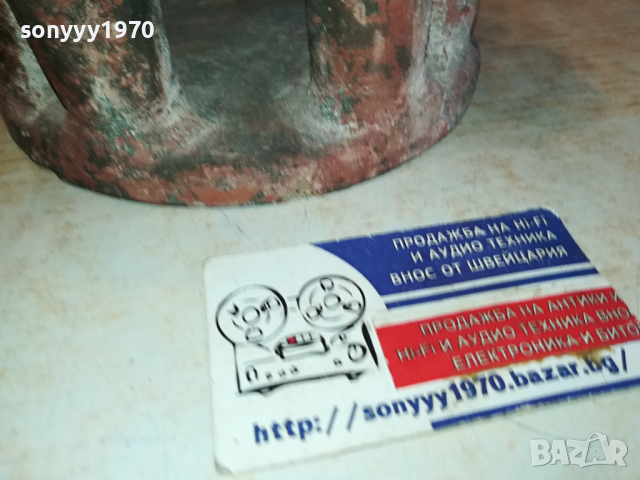 sonyyy1970
ПРОДАЖБА НА HI-FI
И АУДИО ТЕХНИКА
ВНОС ОТ ШВЕЙЦАРИЯ
ПРОДАЖБА НА АНТИКИ И
HI-FI И АУДИО ТЕХНИКА ВНО
ЕЛЕКТРОНИКА И БИТО
http://sonyyy1970.bazar.bg/
BAZAR.bg